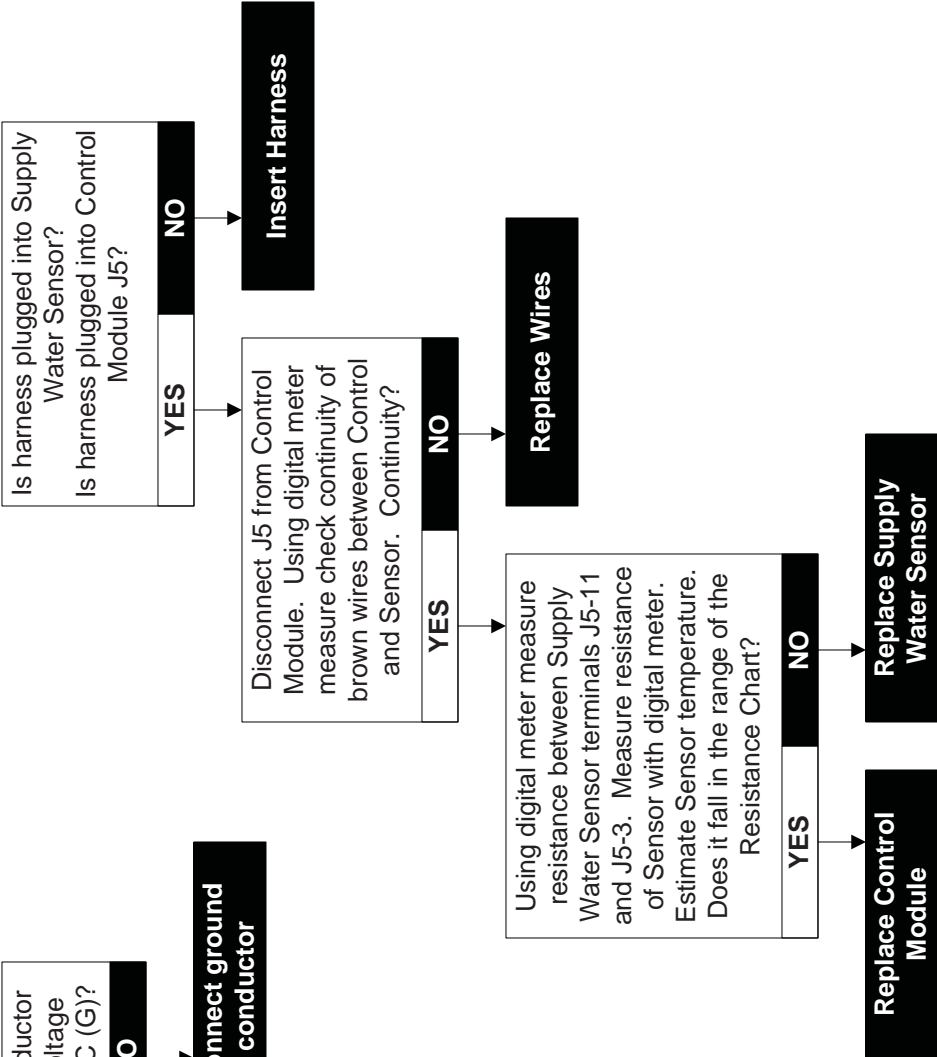 Is harness plugged into Supply
Water Sensor?
Is harness plugged into Control
Module J5?
YES
NO
Insert Harness
Disconnect J5 from Control
Module. Using digital meter
measure check continuity of
brown wires between Control
and Sensor. Continuity?
YES
NO
Replace Wires
Using digital meter measure
resistance between Supply
Water Sensor terminals J5-11
and J5-3. Measure resistance
of Sensor with digital meter.
Estimate Sensor temperature.
Does it fall in the range of the
Resistance Chart?
YES
NO
Replace Control
Module
Replace Supply
Water Sensor
C (G)?
ground
conductor